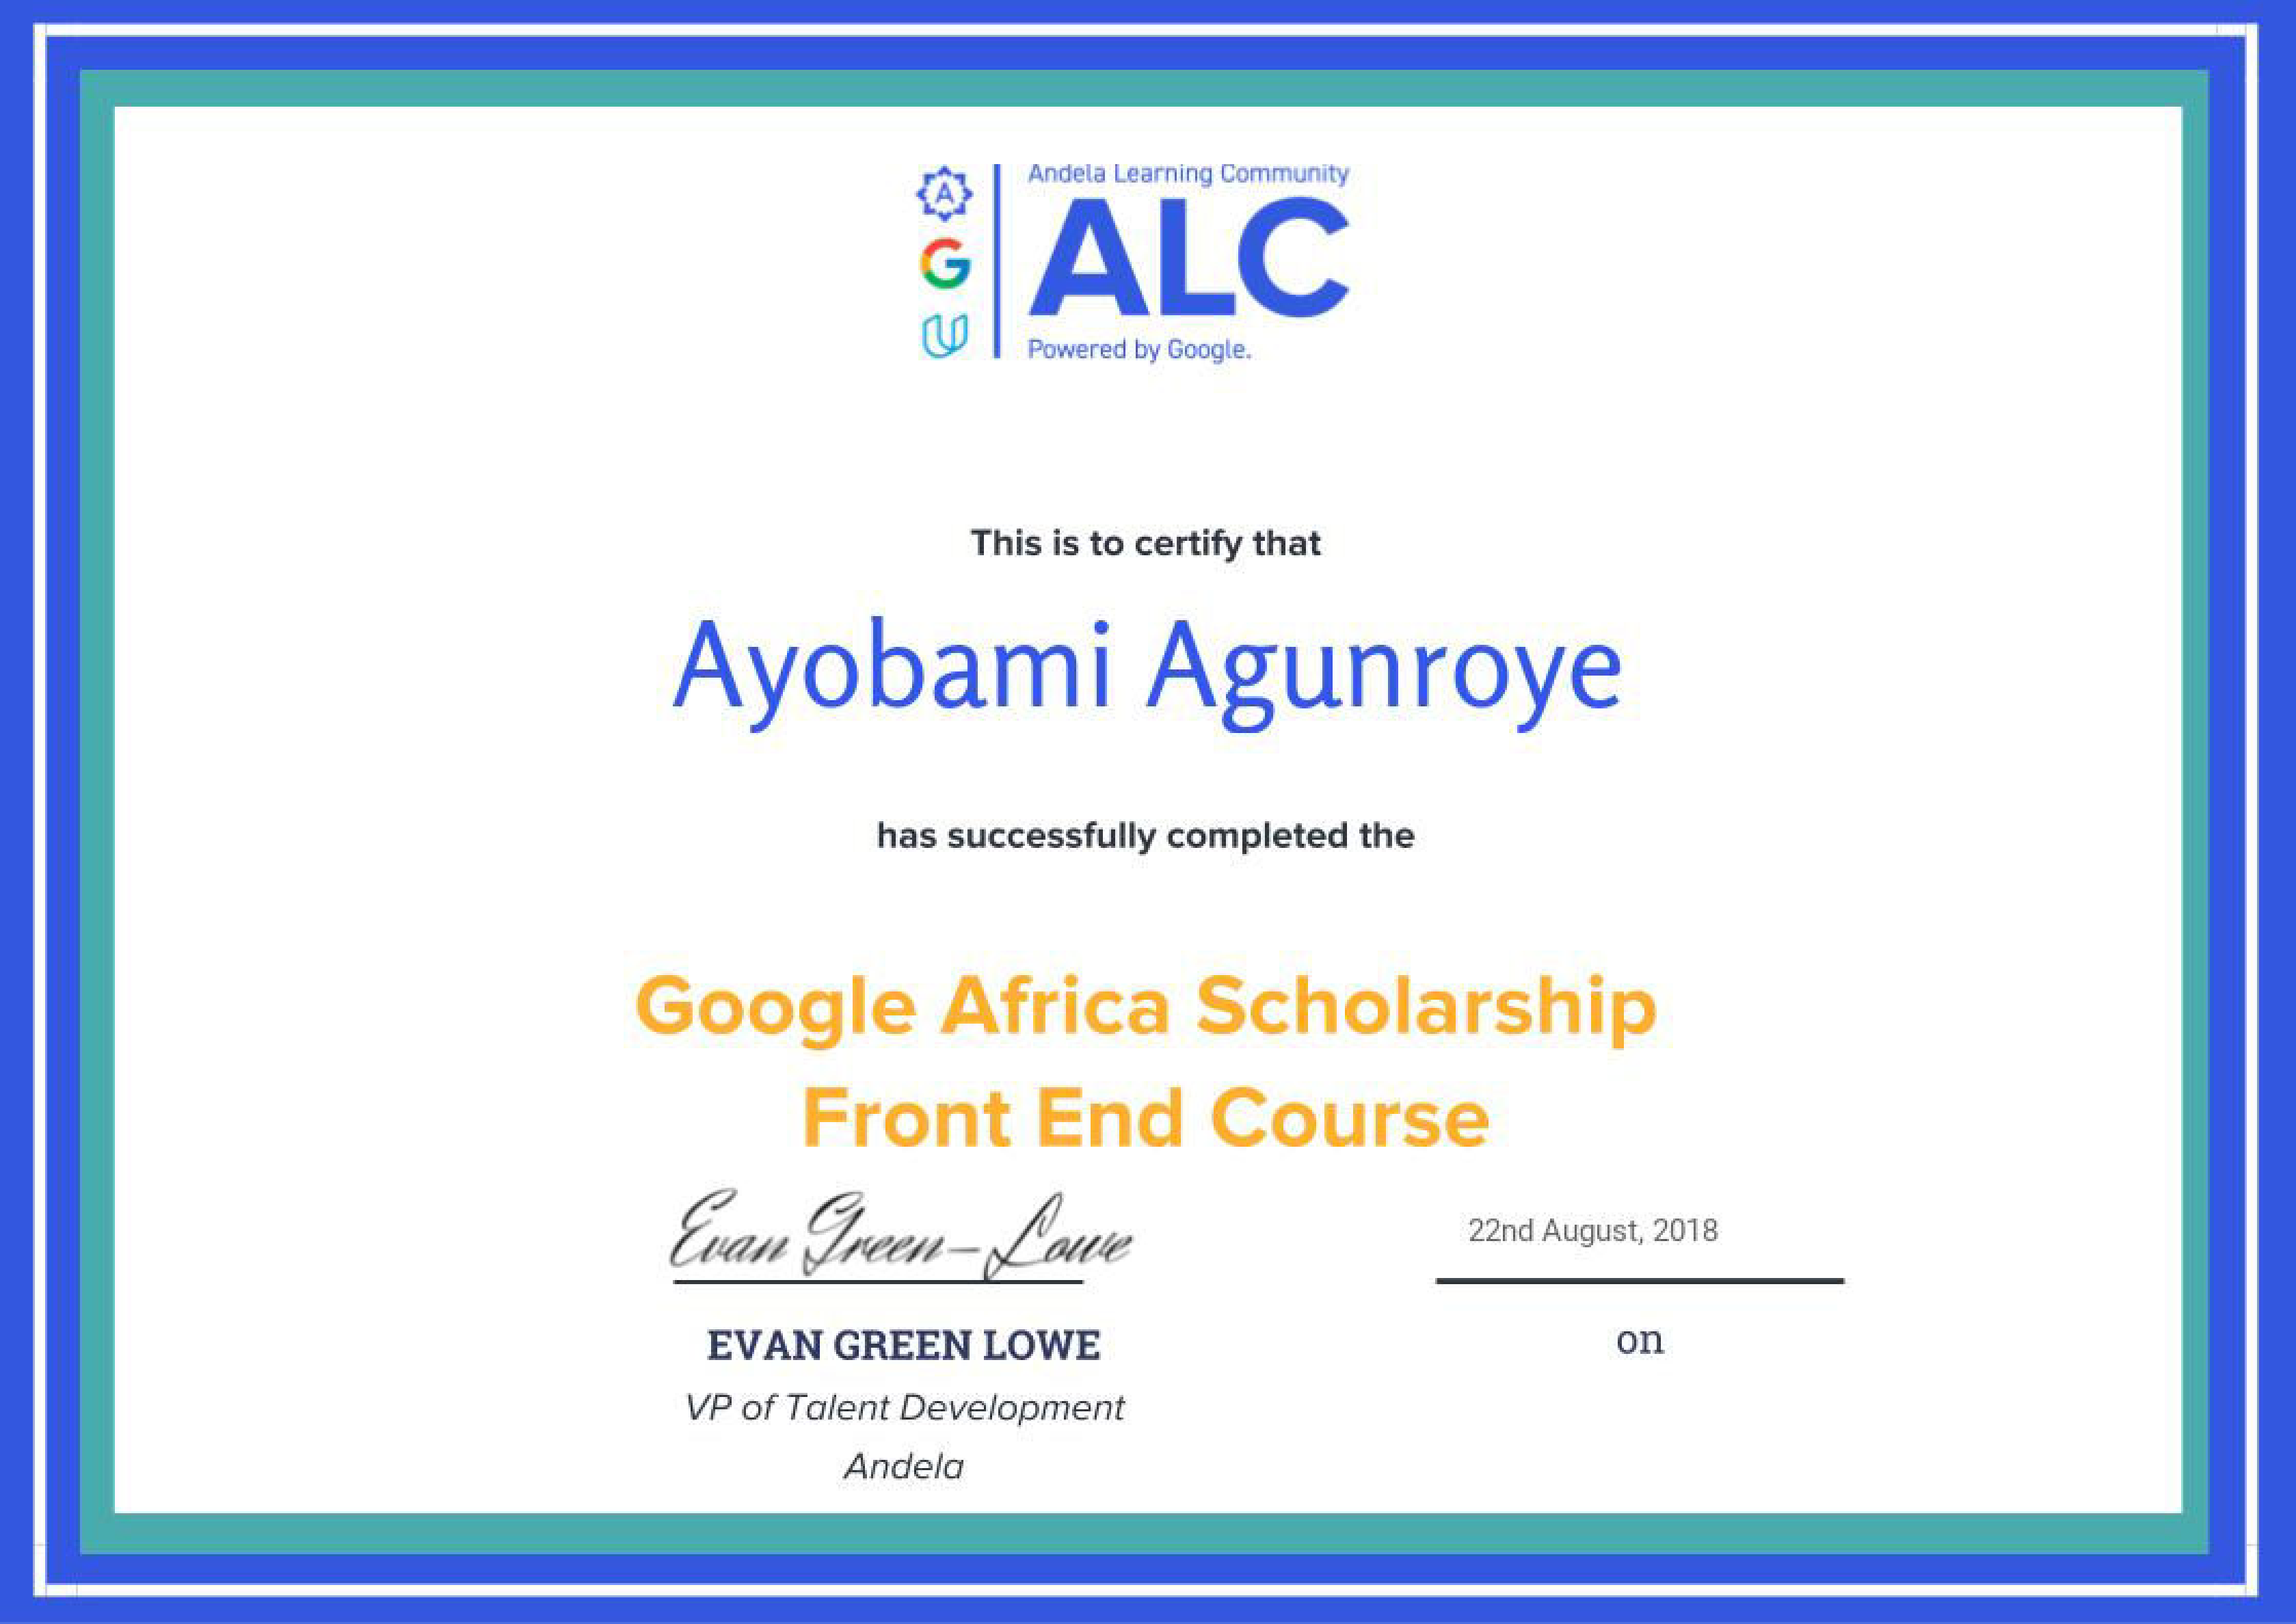 Andela Learning Community
A
G
ALC
Powered by Google.
This is to certify that
Ayobami Agunroye
has successfully completed the
Google Africa Scholarship
Front End Course
Evan Green-Lowe
22nd August, 2018
EVAN GREEN LOWE
on
VP of Talent Development
Andela